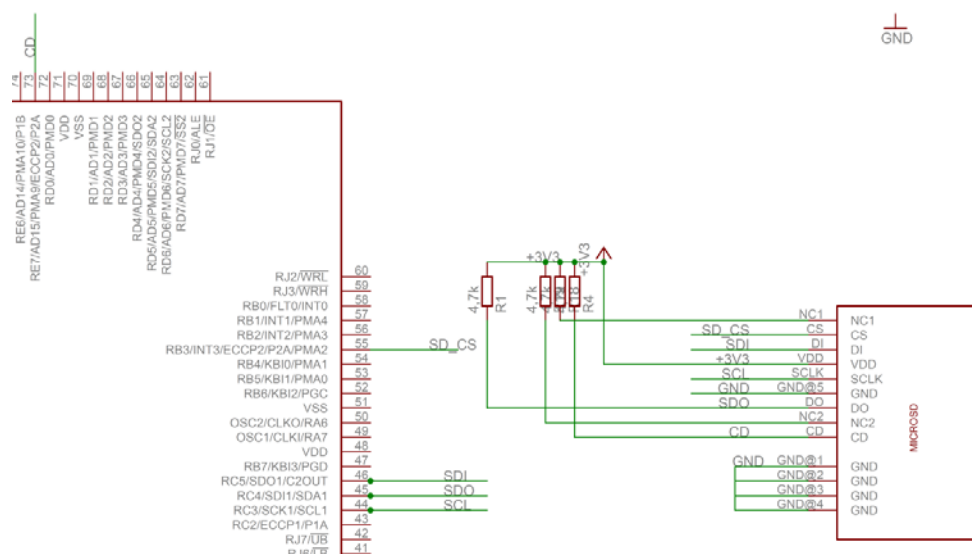 CD
GND
74
73
72
71
70
69
68
67
66
65
64
63
62
61
RE6/AD14/PMA10/P1B
RE7/AD15/PMA9/ECCP2/P2A
RD0/AD0/PMD0
VDD
VSS
RD1/AD1/PMD1
RD2/AD2/PMD2
RD3/AD3/PMD3
RD4/AD4/PMD4/SDO2
RD5/AD5/PMD5/SDI2/SDA2
RD6/AD6/PMD6/SCK2/SCL2
RD7/AD7/PMD7/SS2
RJ0/ALE
RJ1/OE
RJ2/WRL 60
RJ3/WRH 59
RB0/FLT0/INT0 58
RB1/INT1/PMA4 57
RB2/INT2/PMA3 56
RB3/INT3/ECCP2/P2A/PMA2 55 SD_CS
RB4/KBI0/PMA1 54
RB5/KBI1/PMA0 53
RB6/KBI2/PGC 52
VSS 51
OSC2/CLKO/RA6 50
OSC1/CLKI/RA7 49
VDD 48
RB7/KBI3/PGD 47
RC5/SDO1/C2OUT 46 SDI
RC4/SDI1/SDA1 45 SDO
RC3/SCK1/SCL1 44 SCL
RC2/ECCP1/P1A 43
RJ7/UB 42
RJ6/LB 41
+3V3
+3V3
4,7k
R1
4,7k
R18
R4
NC1 NC1
SD_CS CS CS
SDI DI DI
+3V3 VDD VDD
SCL SCLK SCLK
GND GND@5 GND
SDO DO DO
NC2 NC2
CD CD CD
GND GND@1 GND
GND@2 GND
GND@3 GND
GND@4 GND
MICROSD